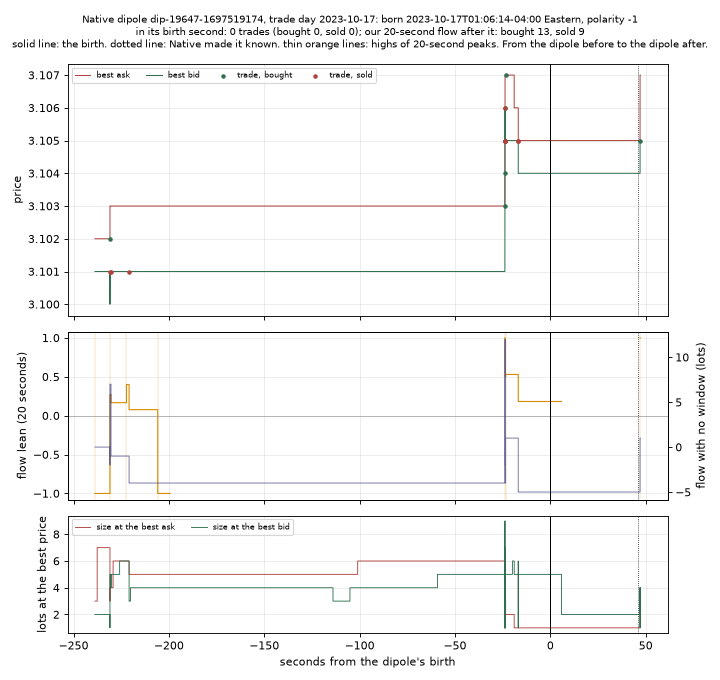 Native dipole dip-19647-1697519174, trade day 2023-10-17: born 2023-10-17T01:06:14-04:00 Eastern, polarity -1
in its birth second: 0 trades (bought 0, sold 0); our 20-second flow after it: bought 13, sold 9
solid line: the birth. dotted line: Native made it known. thin orange lines: highs of 20-second peaks. From the dipole before to the dipole after.
best ask
best bid
trade, bought
trade, sold
3.107
3.106
3.105
3.104
3.103
3.102
3.101
3.100
price
1.0
0.5
0.0
−0.5
−1.0
flow lean (20 seconds)
10
5
0
−5
flow with no window (lots)
size at the best ask
size at the best bid
8
6
4
2
lots at the best price
−250
−200
−150
−100
−50
0
50
seconds from the dipole's birth